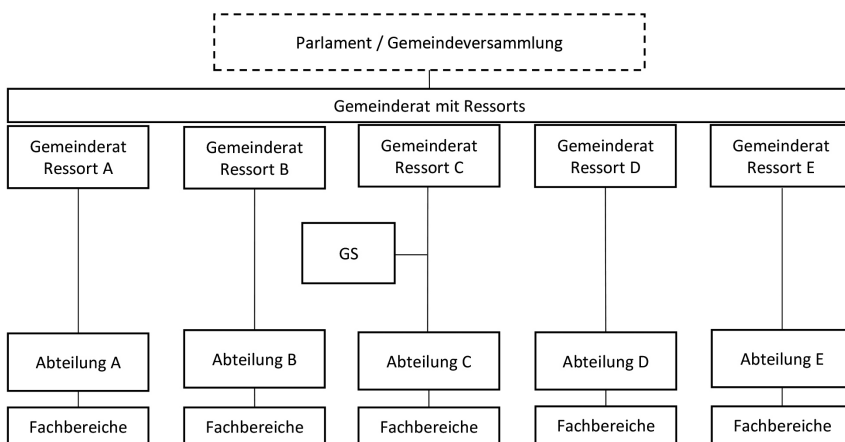 Parlament / Gemeindeversammlung
Gemeinderat mit Ressorts
Gemeinderat
Ressort A
Gemeinderat
Ressort B
Gemeinderat
Ressort C
Gemeinderat
Ressort D
Gemeinderat
Ressort E
GS
Abteilung A
Abteilung B
Abteilung C
Abteilung D
Abteilung E
Fachbereiche
Fachbereiche
Fachbereiche
Fachbereiche
Fachbereiche